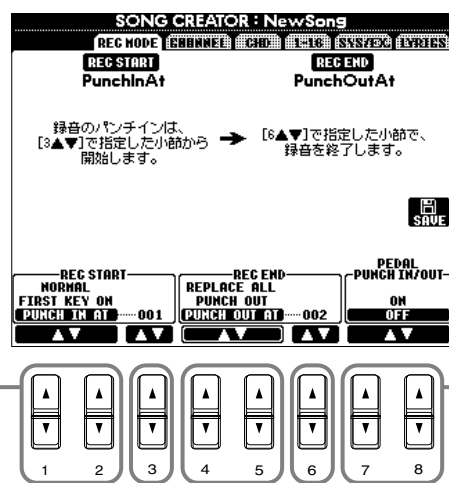 SONG CREATOR : NewSong
REC MODE CHANNEL CHD 1-16 SYS/EX. LYRICS
REC START
PunchInAt
録音のパンチインは、
[3▲▼]で指定した小節から
開始します。
➔
REC END
PunchOutAt
[6▲▼]で指定した小節で、
録音を終了します。
SAVE
REC START
NORMAL
FIRST KEY ON
PUNCH IN AT 001
REC END
REPLACE ALL
PUNCH OUT
PUNCH OUT AT 002
PEDAL
PUNCH IN/OUT
ON
OFF
▲▼ ▲▼ ▲▼ ▲▼ ▲▼
1 2 3 4 5 6 7 8